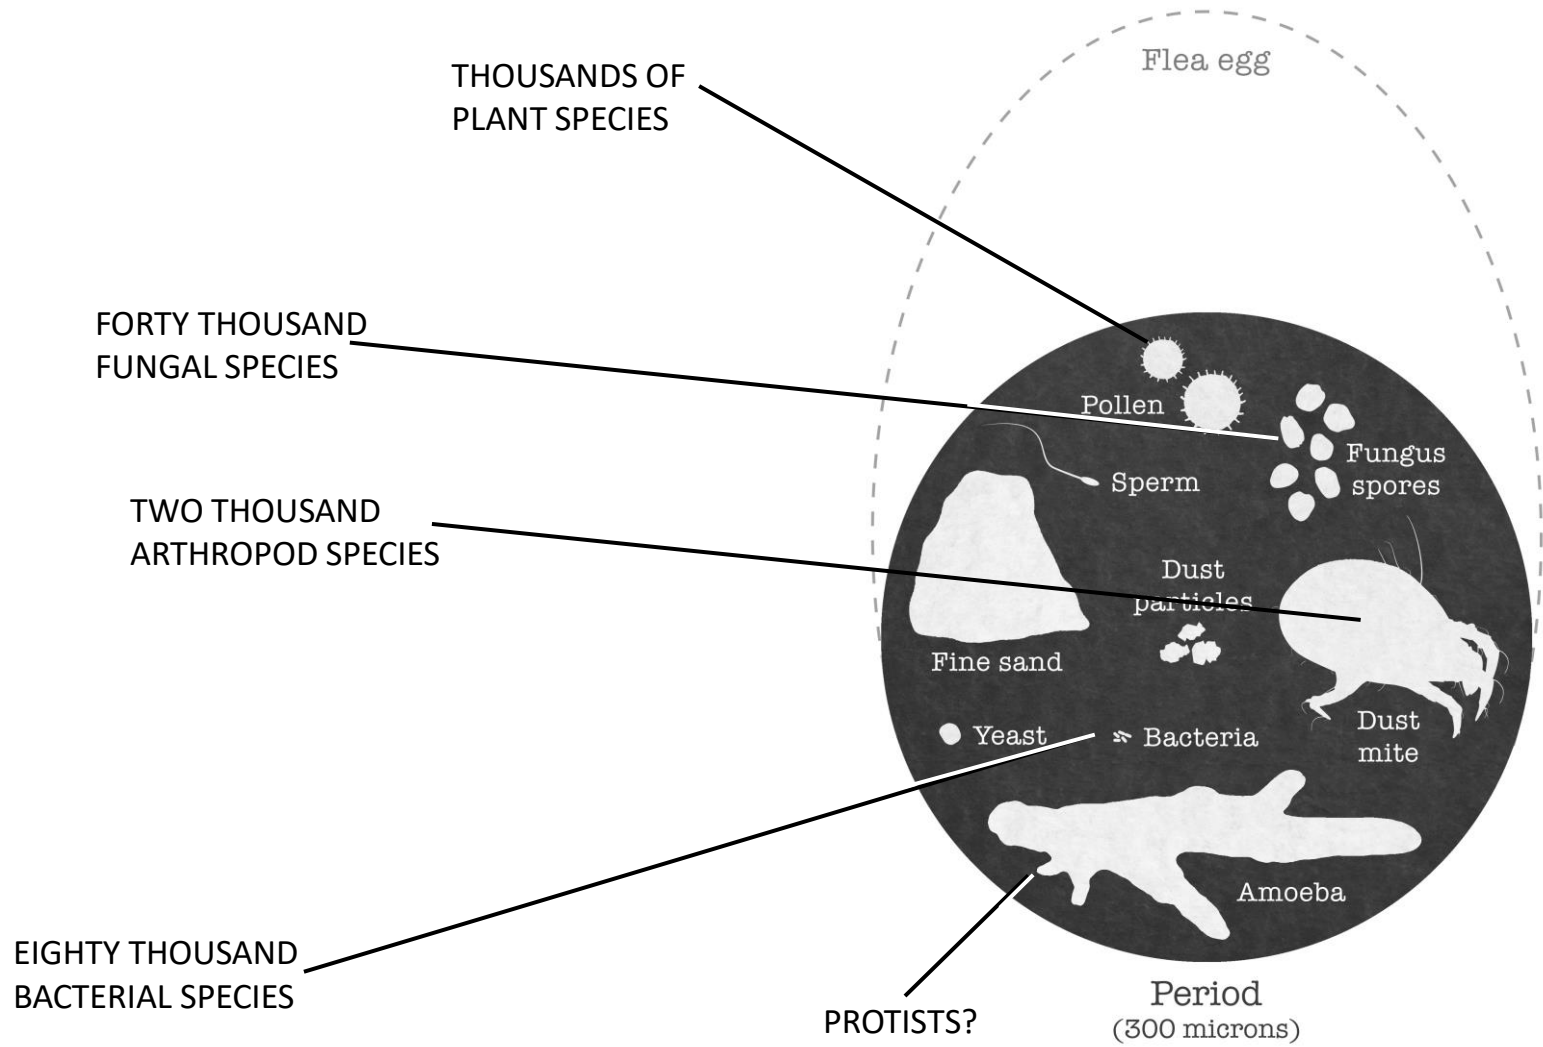 Flea egg
THOUSANDS OF
PLANT SPECIES
FORTY THOUSAND
FUNGAL SPECIES
Pollen
Fungus
spores
Sperm
TWO THOUSAND
ARTHROPOD SPECIES
Dust
particles
Fine sand
Dust
mite
Yeast
Bacteria
Amoeba
EIGHTY THOUSAND
BACTERIAL SPECIES
PROTISTS?
Period
(300 microns)